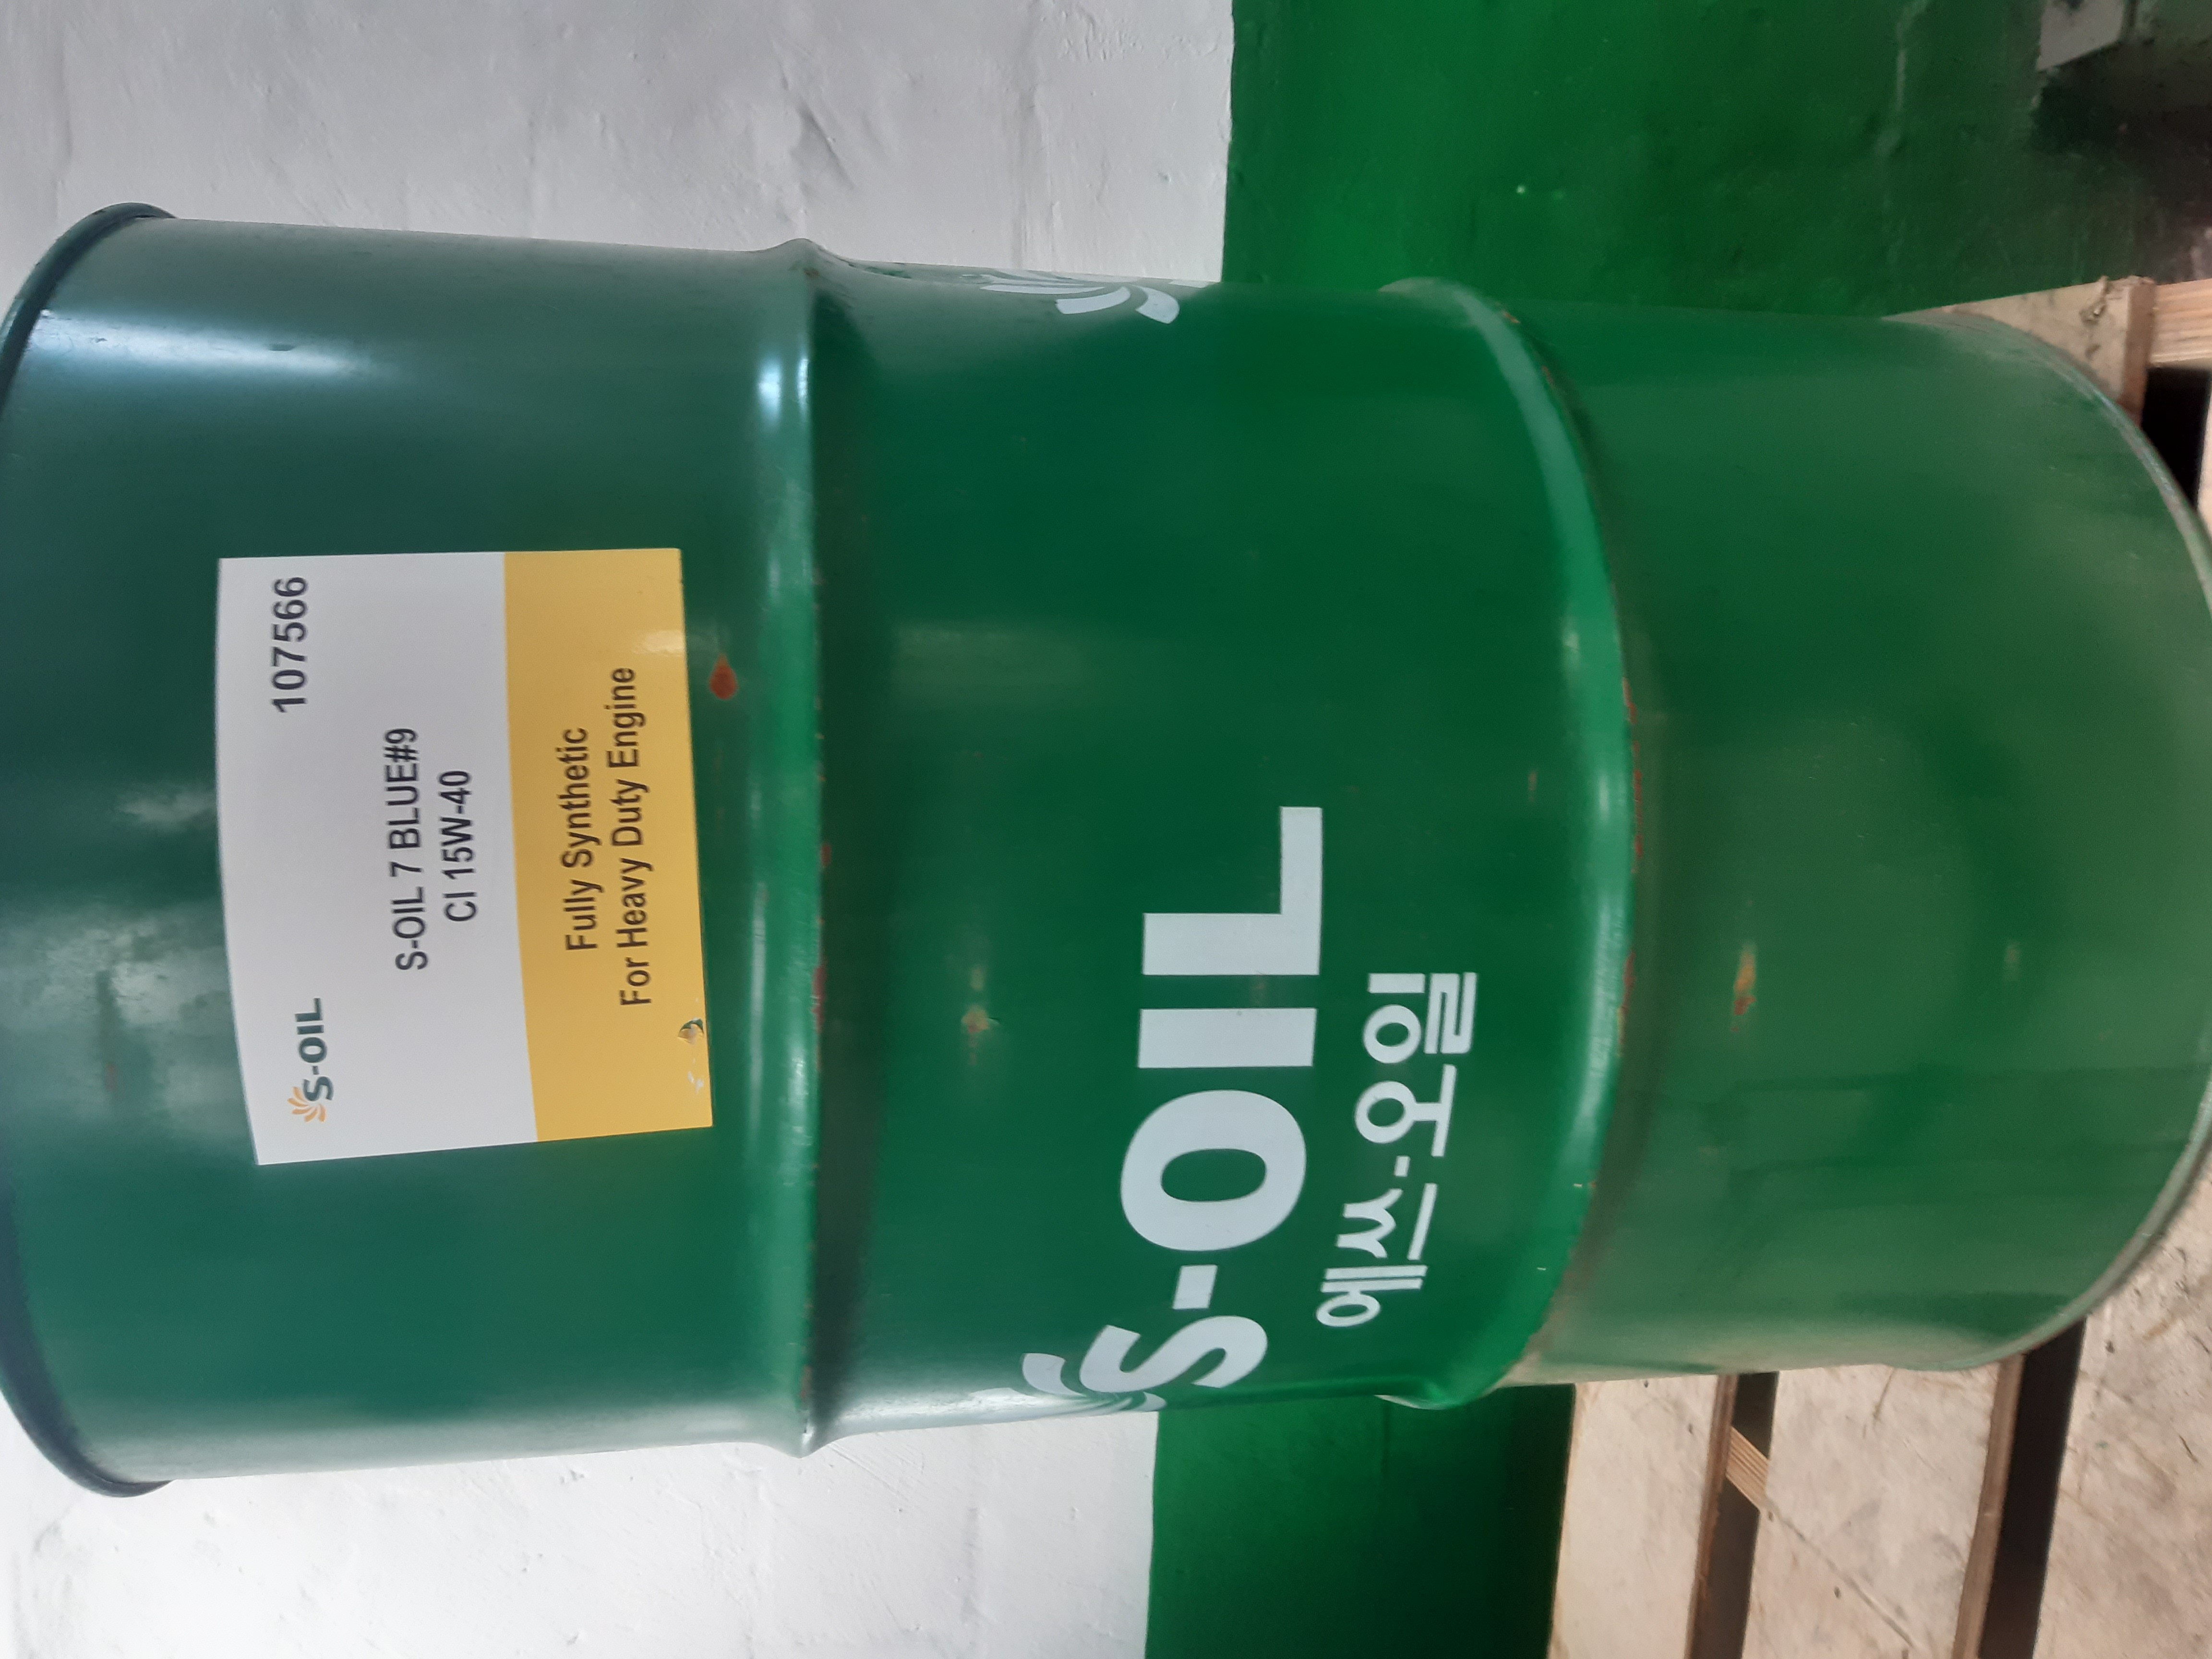 S-OIL 107566
S-OIL 7 BLUE#9
CI 15W-40
Fully Synthetic
For Heavy Duty Engine
S-OIL
에쓰-오일